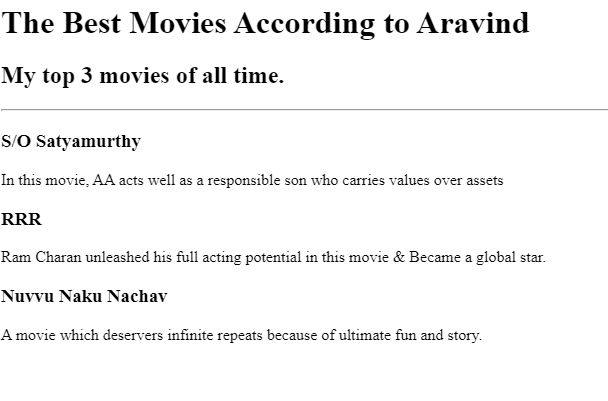 The Best Movies According to Aravind
My top 3 movies of all time.
S/O Satyamurthy
In this movie, AA acts well as a responsible son who carries values over assets
RRR
Ram Charan unleashed his full acting potential in this movie & Became a global star.
Nuvvu Naku Nachav
A movie which deservers infinite repeats because of ultimate fun and story.